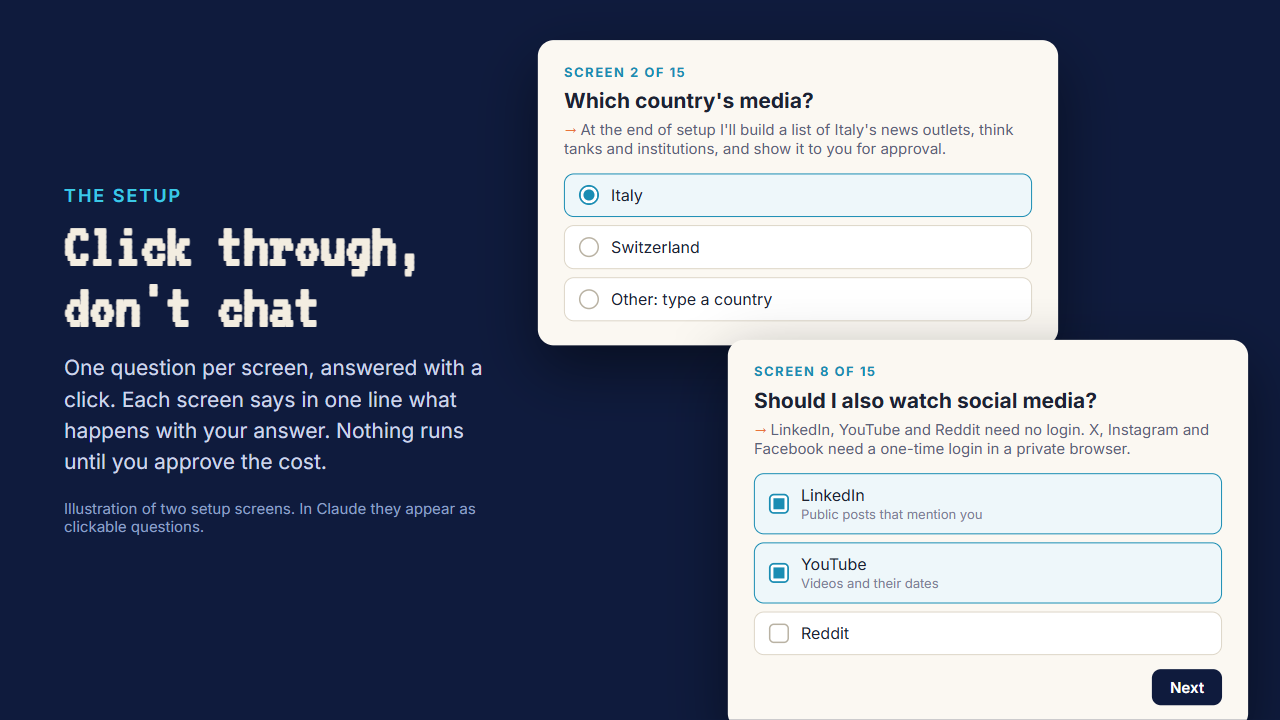 THE SETUP
Click through,
don't chat
One question per screen, answered with a
click. Each screen says in one line what
happens with your answer. Nothing runs
until you approve the cost.
Illustration of two setup screens. In Claude they appear as
clickable questions.
SCREEN 2 OF 15
Which country's media?
→ At the end of setup I'll build a list of Italy's news outlets, think
tanks and institutions, and show it to you for approval.
Italy
Switzerland
Other: type a country
SCREEN 8 OF 15
Should I also watch social media?
→ LinkedIn, YouTube and Reddit need no login. X, Instagram and
Facebook need a one-time login in a private browser.
LinkedIn
Public posts that mention you
YouTube
Videos and their dates
Reddit
Next